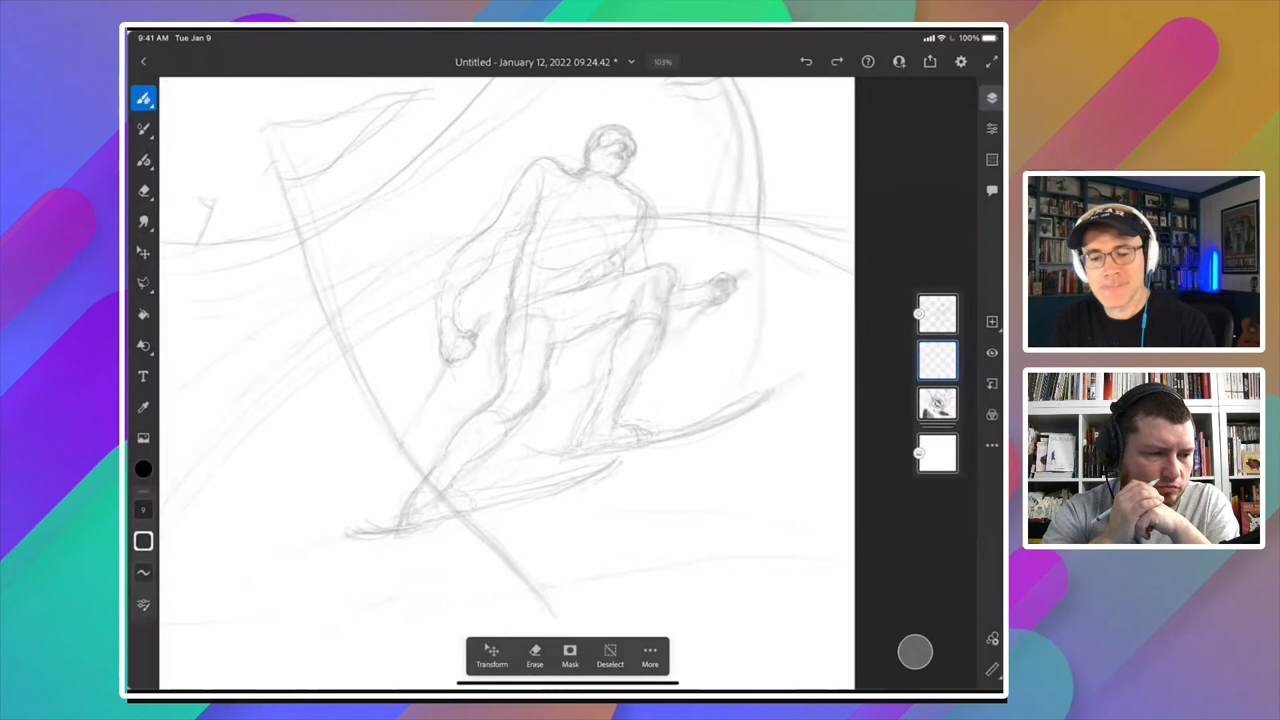 9:41 AM Tue Jan 9
100%
Untitled - January 12, 2022 09.24.42 *
103%
T
9
Transform
Erase
Mask
Deselect
More